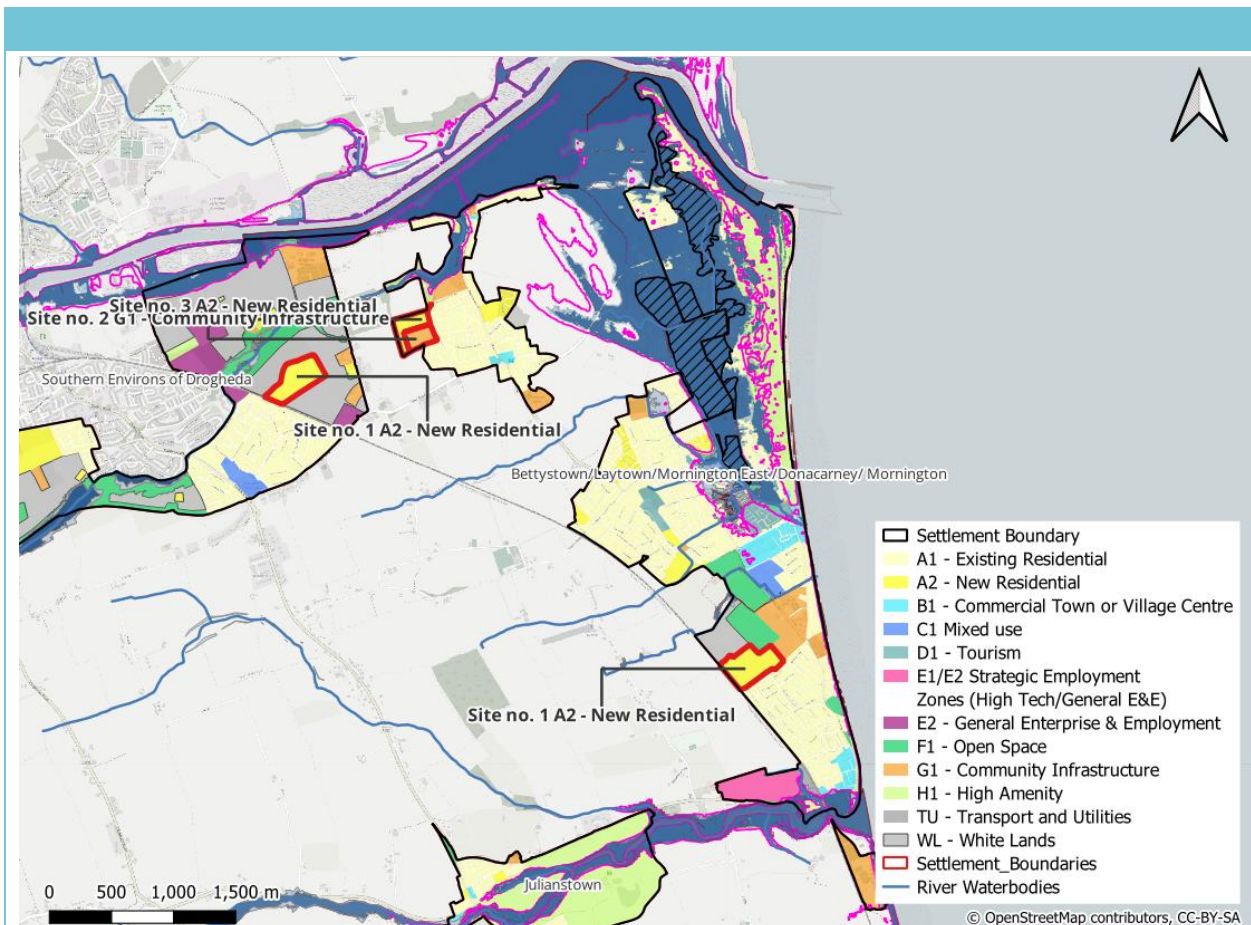 Site no. 3 A2 - New Residential
Site no. 2 G1 - Community Infrastructure
Southern Environs of Drogheda
Site no. 1 A2 - New Residential
Bettystown/Laytown/Mornington East /Donacarney/ Mornington
Site no. 1 A2 - New Residential
Julianstown
Settlement Boundary
A1 - Existing Residential
A2 - New Residential
B1 - Commercial Town or Village Centre
C1 Mixed use
D1 - Tourism
E1/E2 Strategic Employment
Zones (High Tech/General E&E)
E2 - General Enterprise & Employment
F1 - Open Space
G1 - Community Infrastructure
H1 - High Amenity
TU - Transport and Utilities
WL - White Lands
Settlement_Boundaries
River Waterbodies
0 500 1,000 1,500 m
© OpenStreetMap contributors, CC-BY-SA